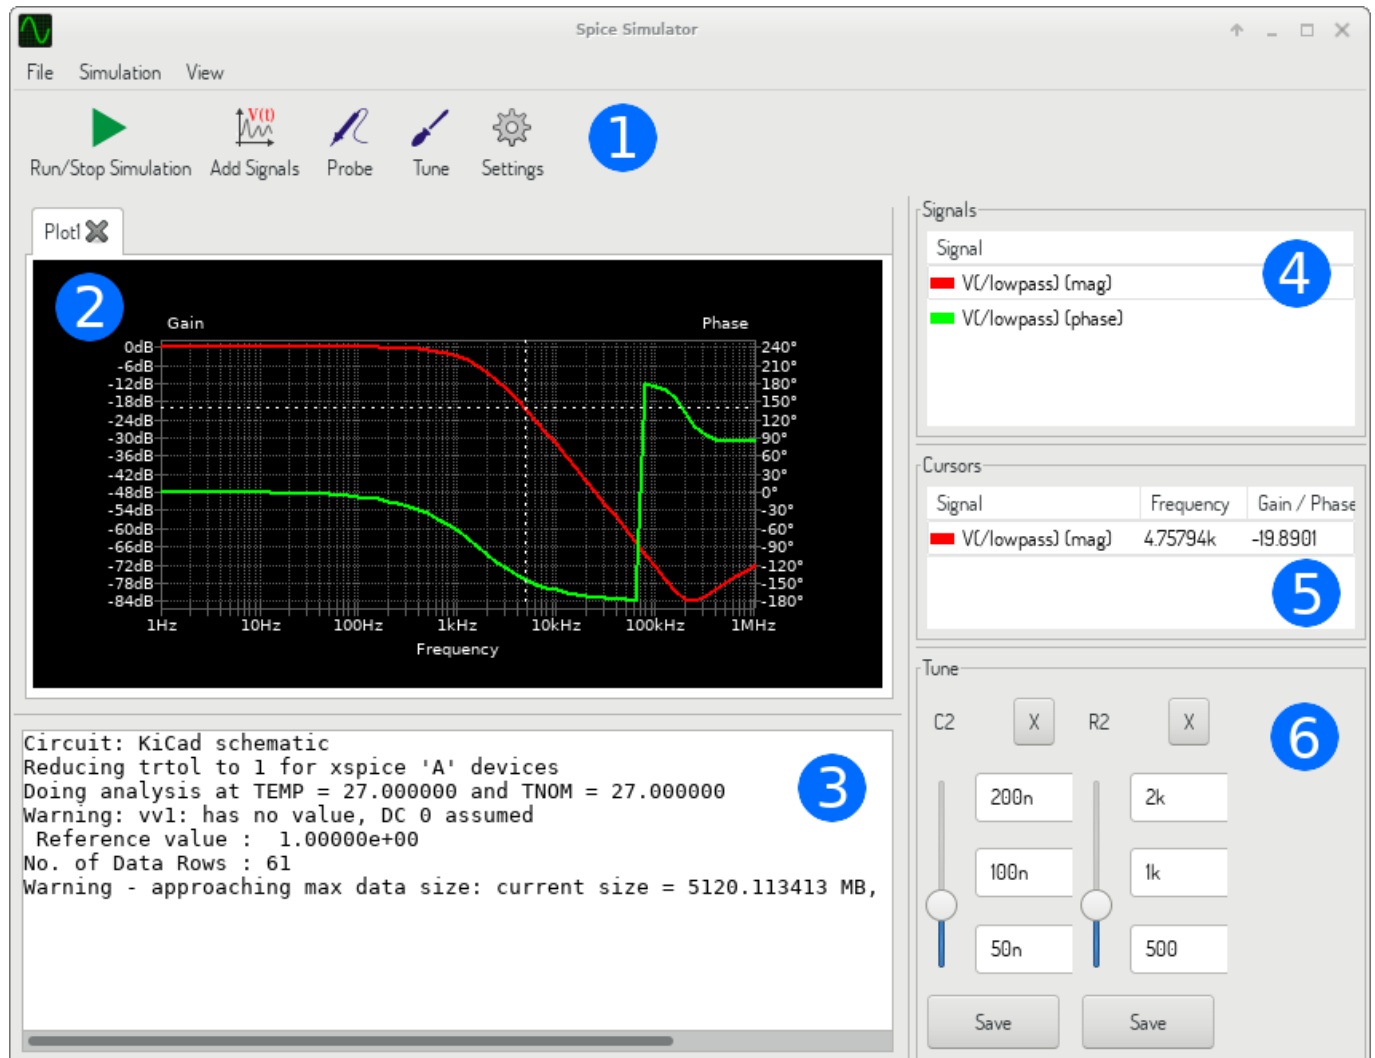 Spice Simulator
File Simulation View
Run/Stop Simulation Add Signals Probe Tune Settings
V(t)
1
Plot1
2
Gain Phase
0dB 240°
-6dB 210°
-12dB 180°
-18dB 150°
-24dB 120°
-30dB 90°
-36dB 60°
-42dB 30°
-48dB 0°
-54dB -30°
-60dB -60°
-66dB -90°
-72dB -120°
-78dB -150°
-84dB -180°
1Hz 10Hz 100Hz 1kHz 10kHz 100kHz 1MHz
Frequency
Circuit: KiCad schematic
Reducing trtol to 1 for xspice 'A' devices
Doing analysis at TEMP = 27.000000 and TNOM = 27.000000
Warning: vv1: has no value, DC 0 assumed
Reference value : 1.00000e+00
No. of Data Rows : 61
Warning - approaching max data size: current size = 5120.113413 MB,
3
Signals
Signal
V(/lowpass) (mag)
V(/lowpass) (phase)
4
Cursors
Signal Frequency Gain / Phase
V(/lowpass) (mag) 4.75794k -19.8901
5
Tune
C2 X R2 X
6
200n 2k
100n 1k
50n 500
Save Save